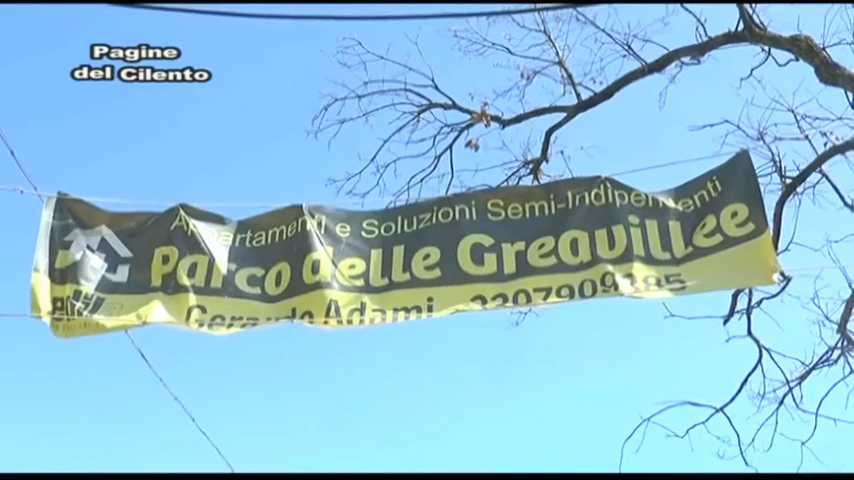 Pagine
del Cilento
Appartamenti e Soluzioni Semi-Indipendenti
Parco delle Greavillee
Gerardo Adami